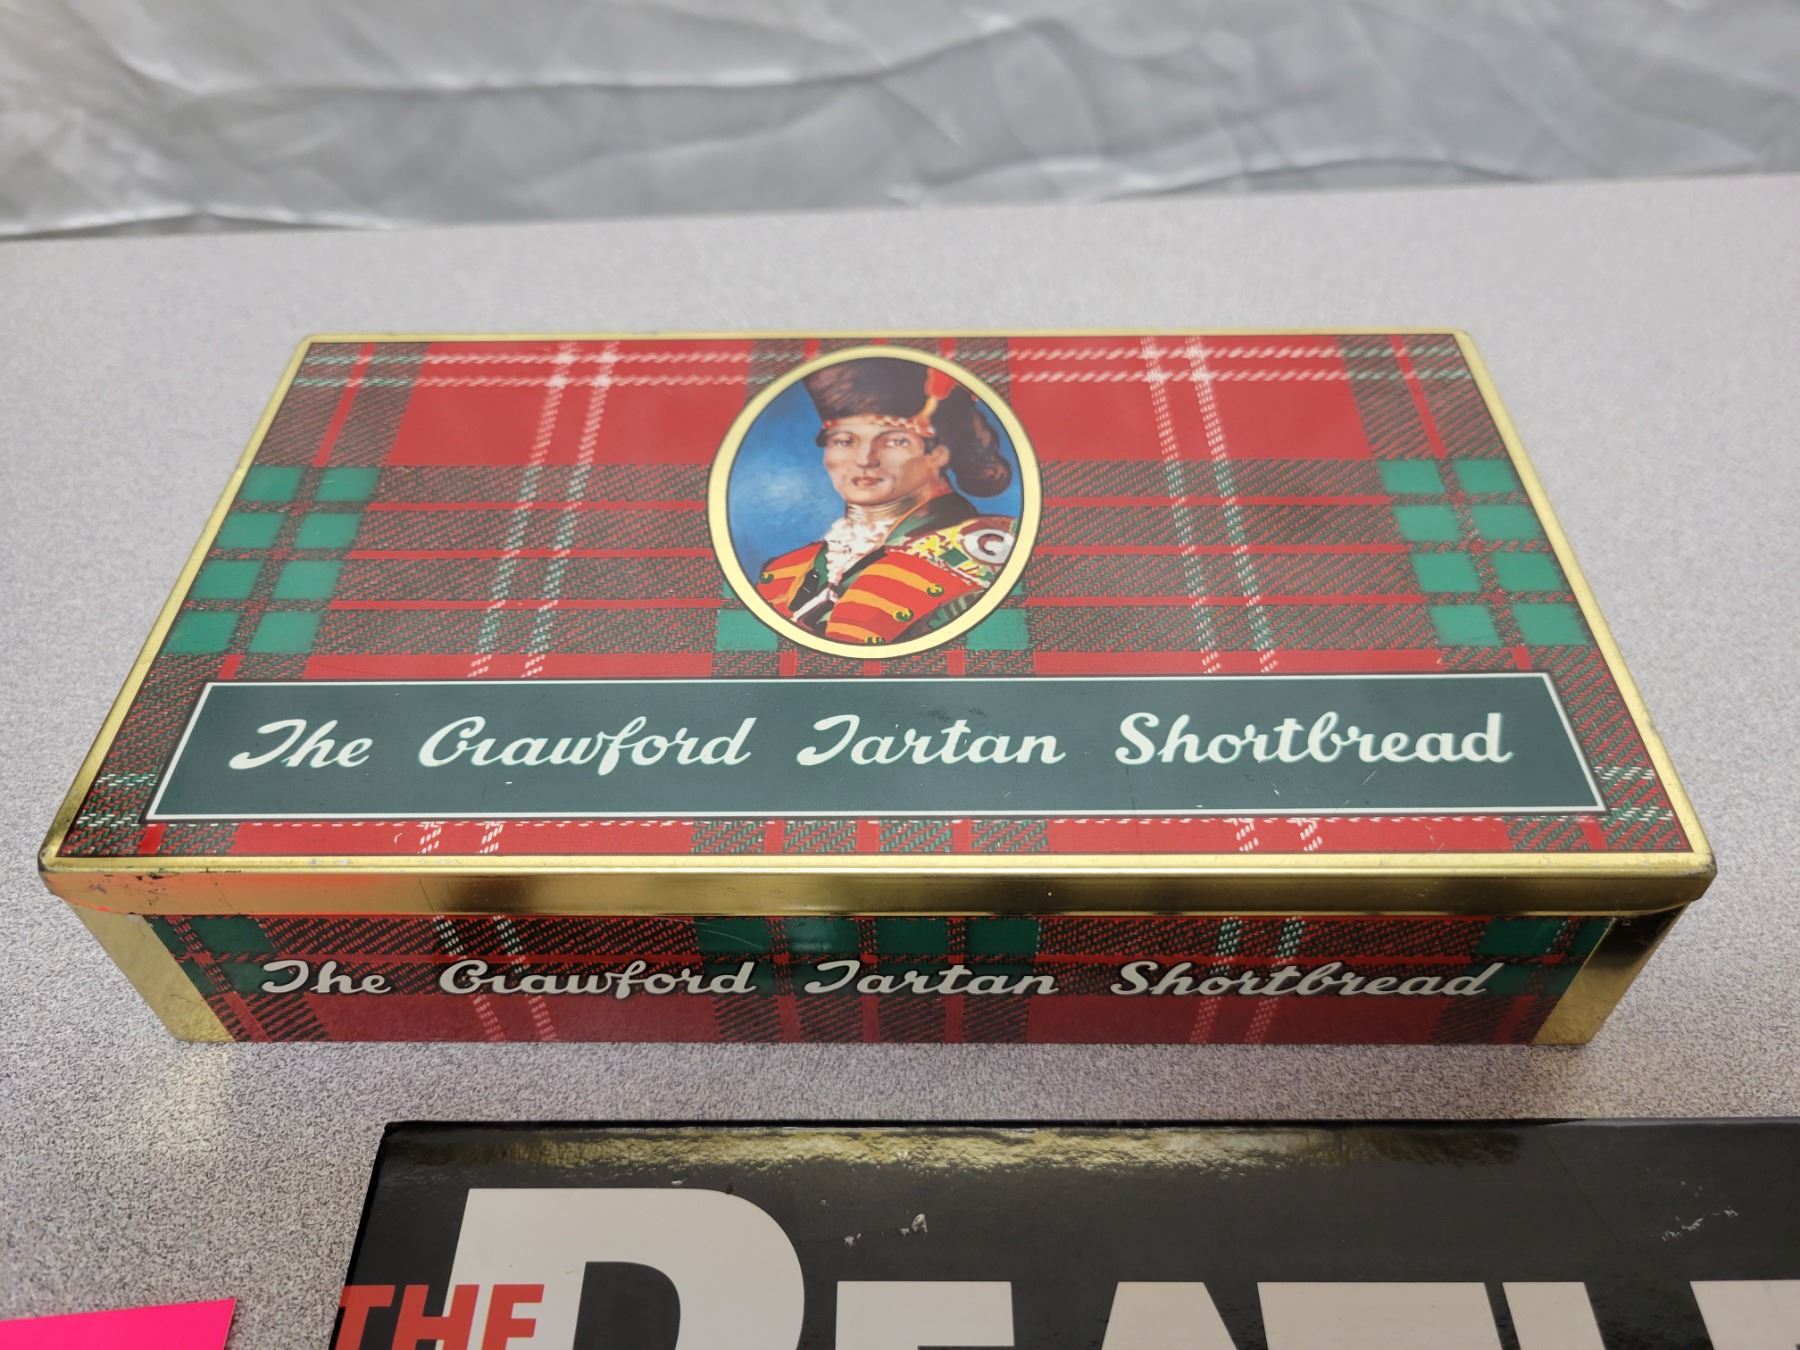 C
The Crawford Tartan Shortbread
The Crawford Tartan Shortbread
THE